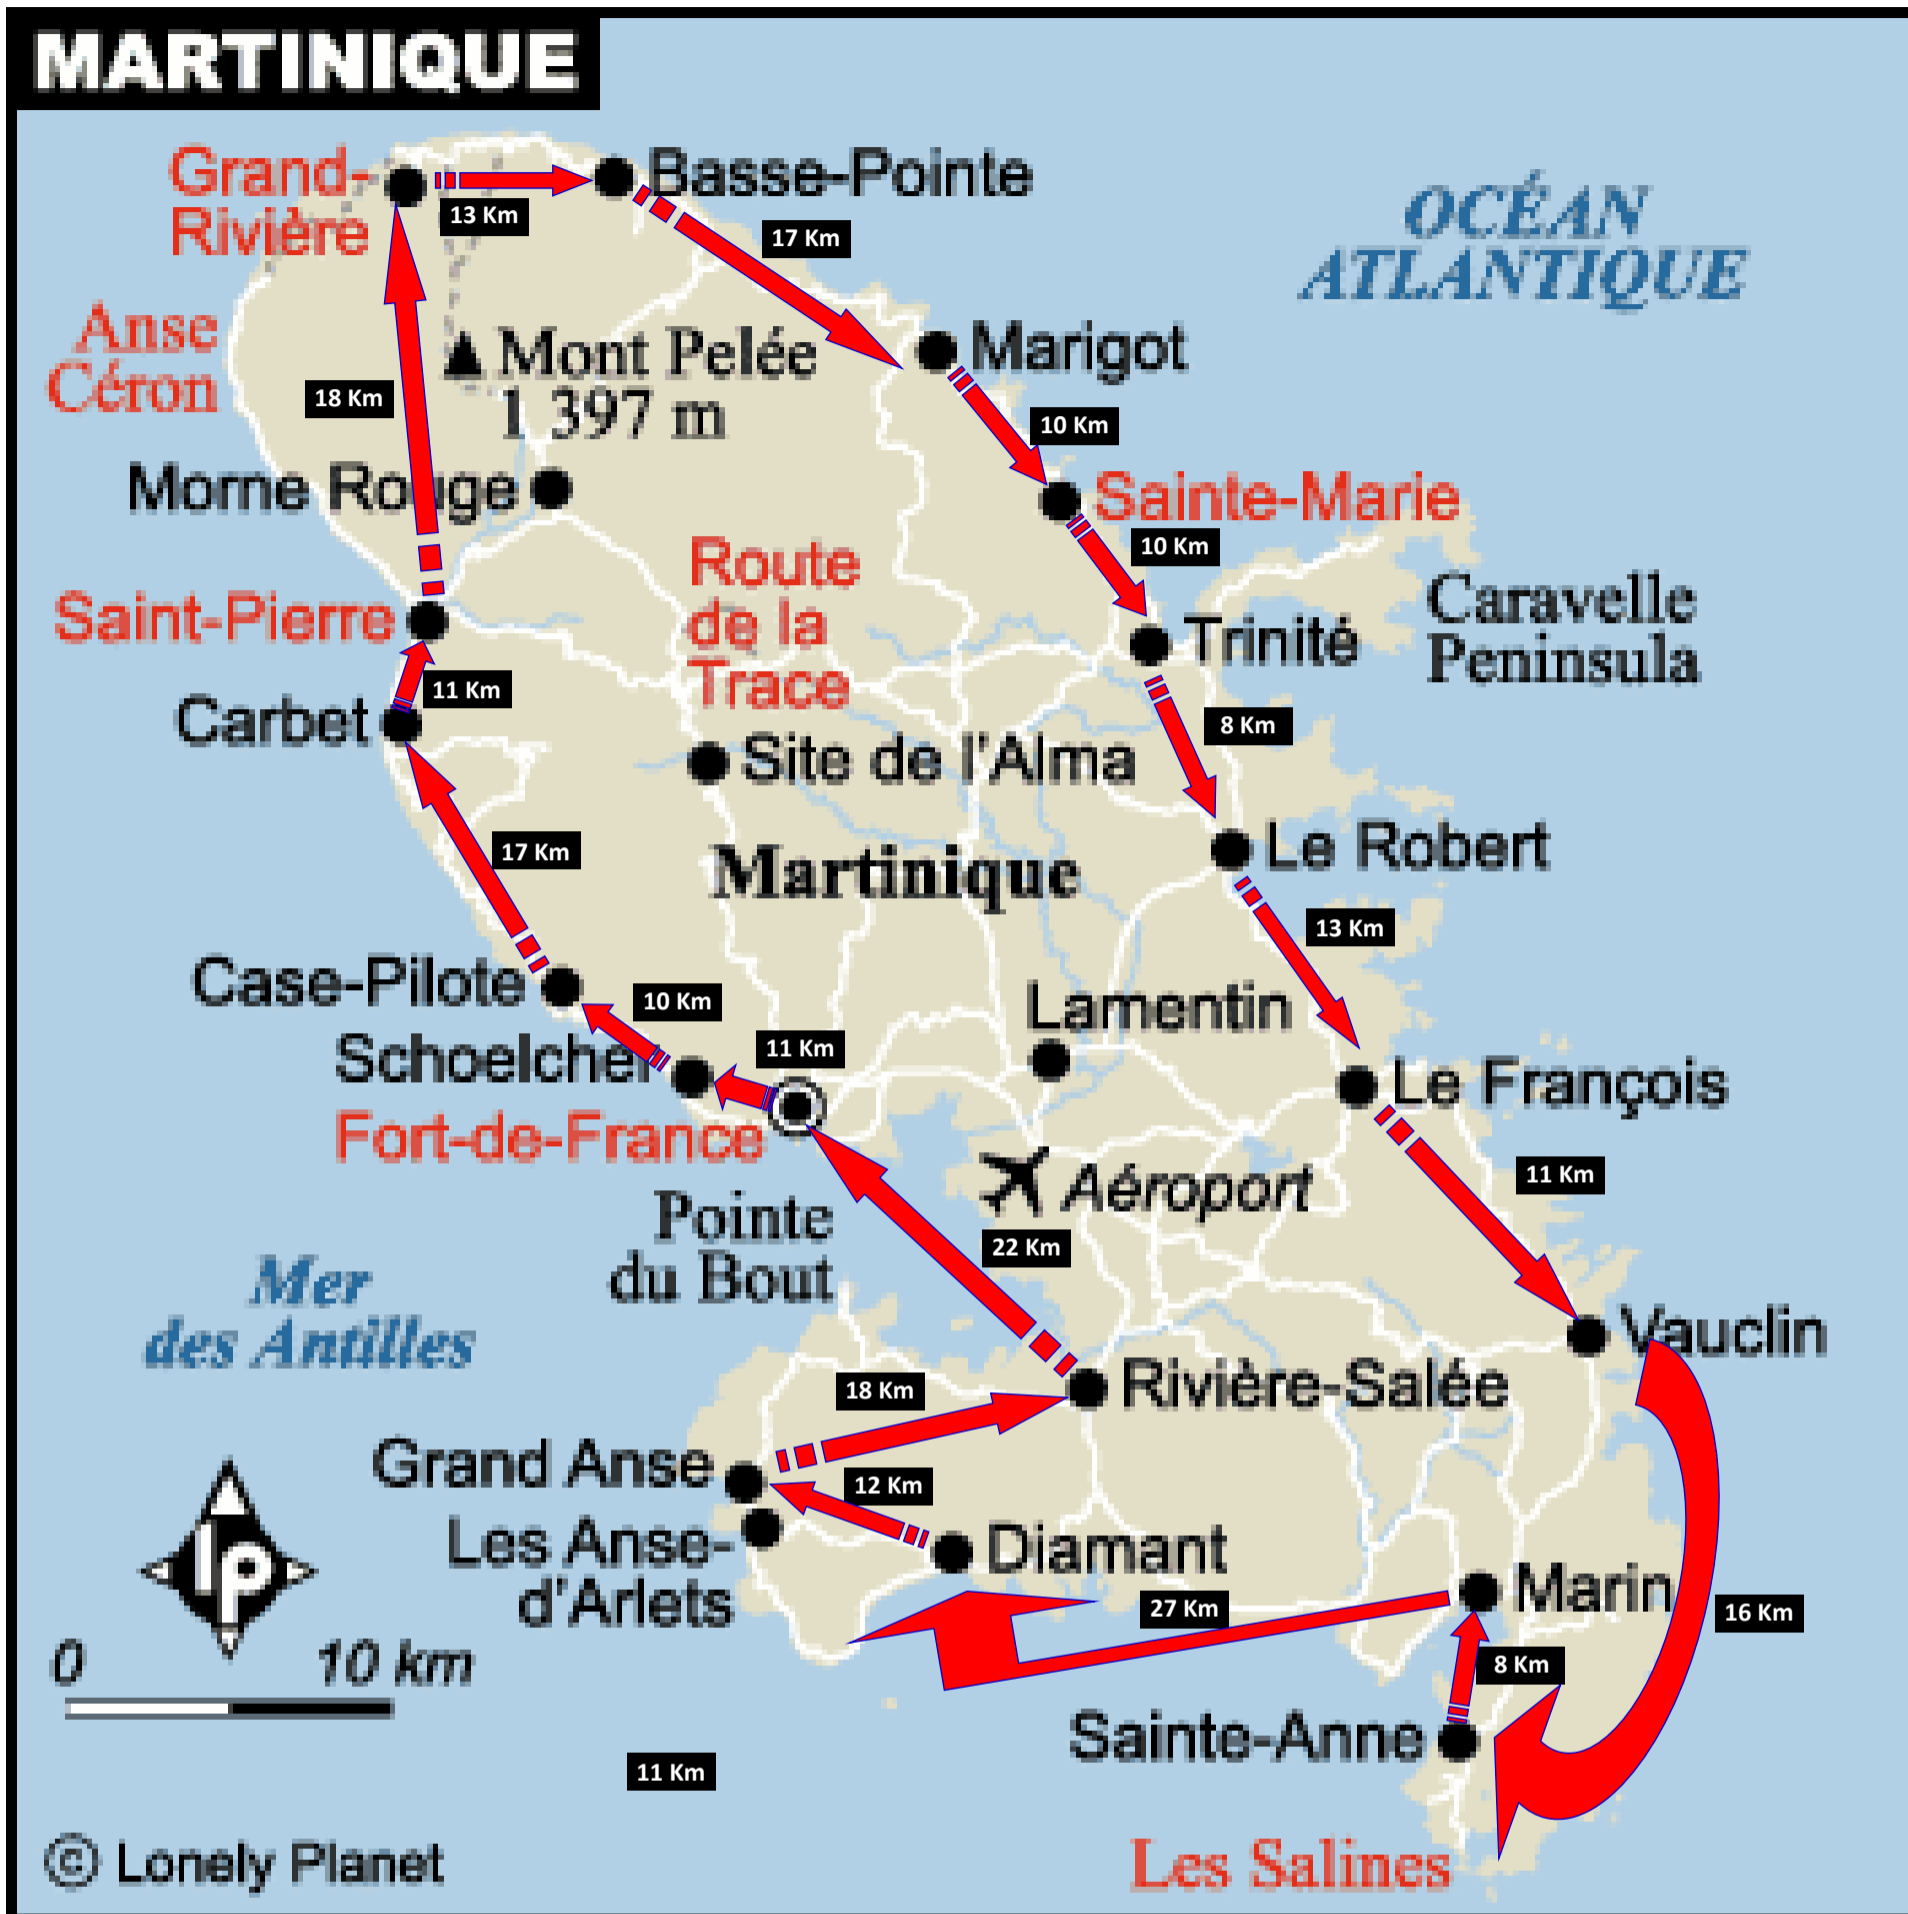 MARTINIQUE
Grand-
Rivière
13 Km
Basse-Pointe
17 Km
OCÉAN
ATLANTIQUE
Anse
Céron
18 Km
Mont Pelée
1 397 m
Marigot
10 Km
Morne Rouge
Sainte-Marie
10 Km
Route
de la
Trace
Caravelle
Peninsula
Saint-Pierre
Trinité
11 Km
Carbet
8 Km
Site de l'Alma
17 Km
Martinique
Le Robert
13 Km
Case-Pilote
10 Km
Lamentin
Schoelcher
11 Km
Le François
Fort-de-France
11 Km
Aéroport
Pointe
du Bout
22 Km
Mer
des Antilles
Vauclin
18 Km
Rivière-Salée
Grand Anse
12 Km
Les Anse-
d'Arlets
Diamant
27 Km
Marin
16 Km
8 Km
lp
0 10 km
Sainte-Anne
11 Km
© Lonely Planet
Les Salines